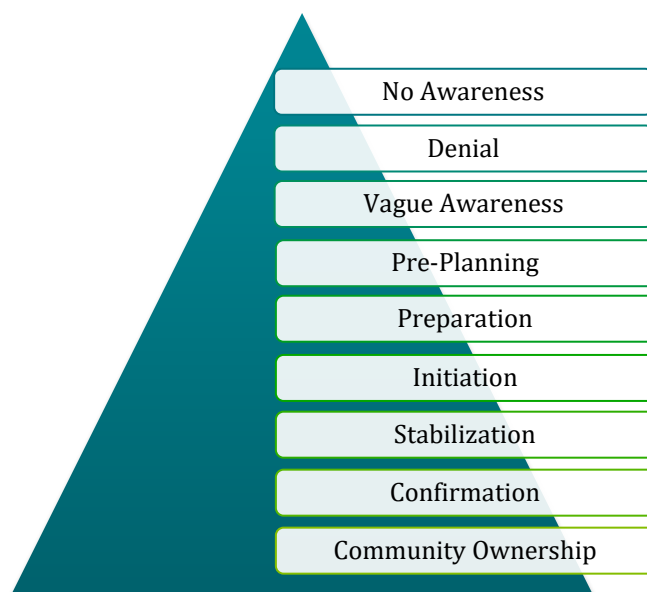 No Awareness
Denial
Vague Awareness
Pre-Planning
Preparation
Initiation
Stabilization
Confirmation
Community Ownership